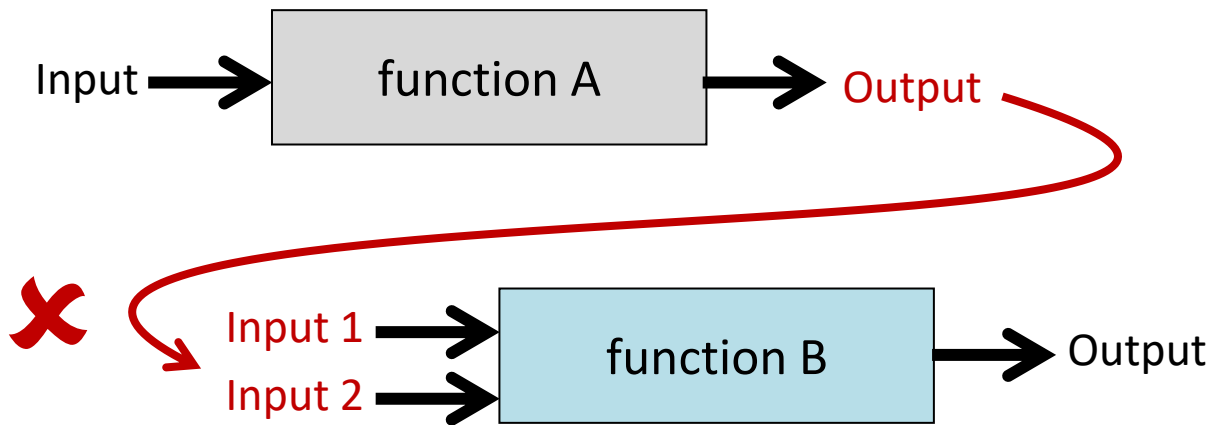 Input
function A
Output
Input 1
Input 2
function B
Output